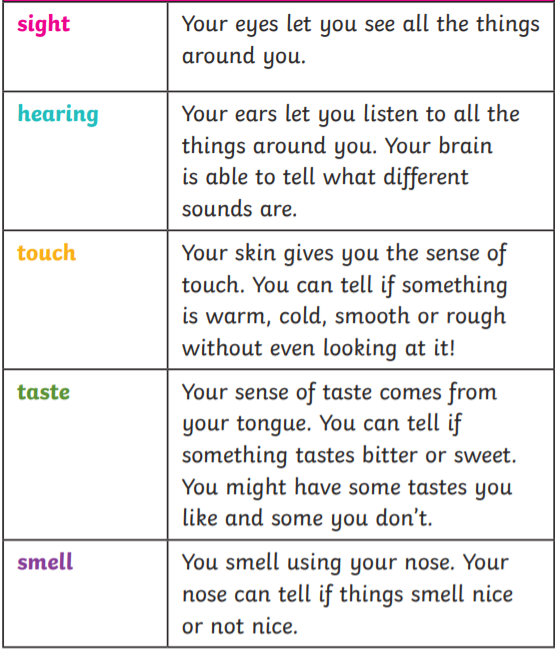 sight
Your eyes let you see all the things
around you.
hearing
Your ears let you listen to all the
things around you. Your brain
is able to tell what different
sounds are.
touch
Your skin gives you the sense of
touch. You can tell if something
is warm, cold, smooth or rough
without even looking at it!
taste
Your sense of taste comes from
your tongue. You can tell if
something tastes bitter or sweet.
You might have some tastes you
like and some you don't.
smell
You smell using your nose. Your
nose can tell if things smell nice
or not nice.